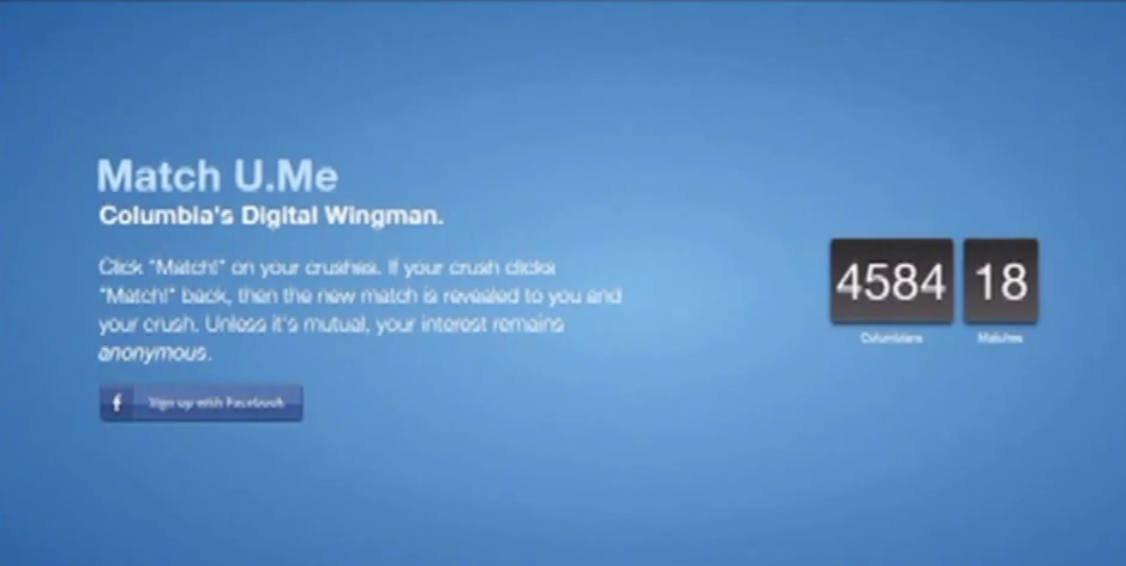 Match U.Me
Columbia's Digital Wingman.
Click "Match!" on your crushes. If your crush clicks
"Match!" back, then the new match is revealed to you and
your crush. Unless it's mutual, your interest remains
anonymous.
f Sign up with Facebook
4584 18
Columbians Matches